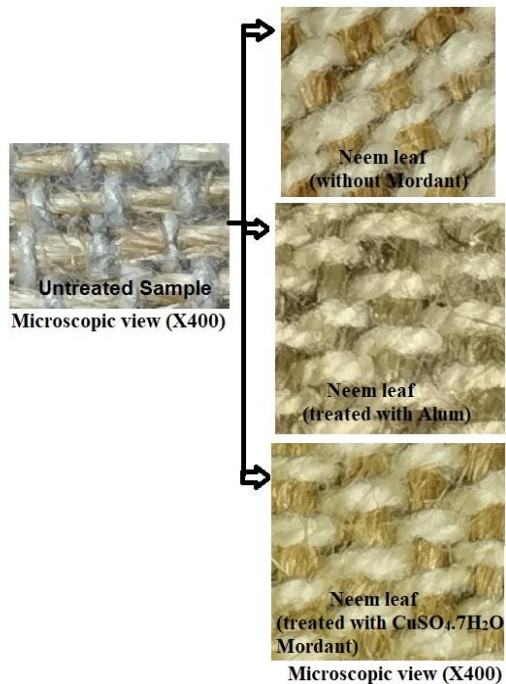 Neem leaf
(without Mordant)
Untreated Sample
Microscopic view (X400)
Neem leaf
(treated with Alum)
Neem leaf
(treated with CuSO₄.7H₂O
Mordant)
Microscopic view (X400)